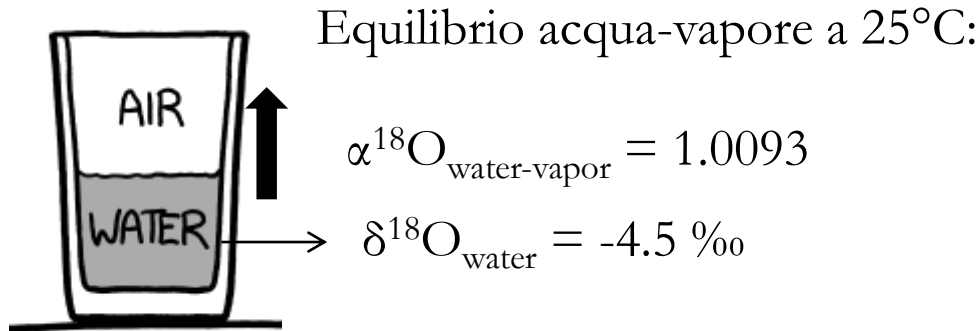 Equilibrio acqua-vapore a 25°C:
AIR
α¹⁸Owater-vapor = 1.0093
WATER
δ¹⁸Owater = -4.5 ‰